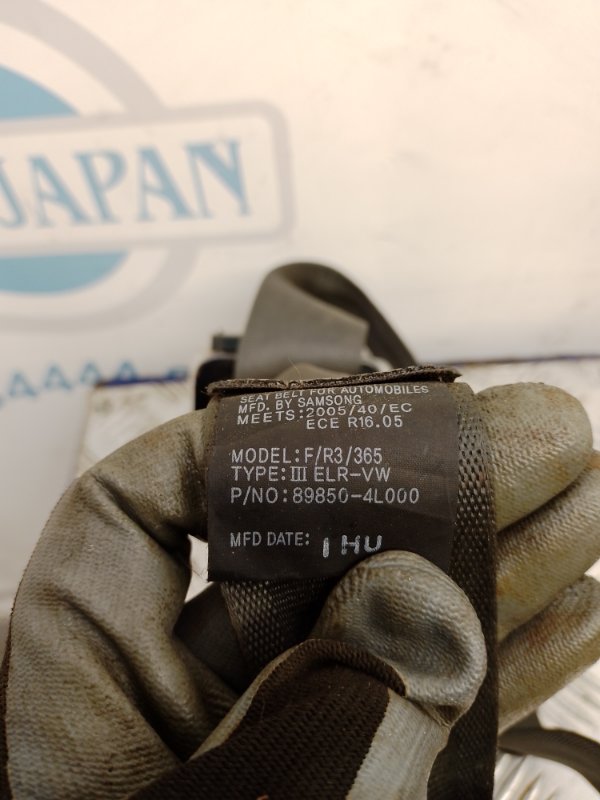 JAPAN
SEAT BELT FOR AUTOMOBILES
MFD. BY SAMSONG
MEETS:2005/40/EC
ECE R16.05
MODEL:F/R3/365
TYPE:III ELR-VW
P/NO:89850-4L000
MFD DATE: 1 HU